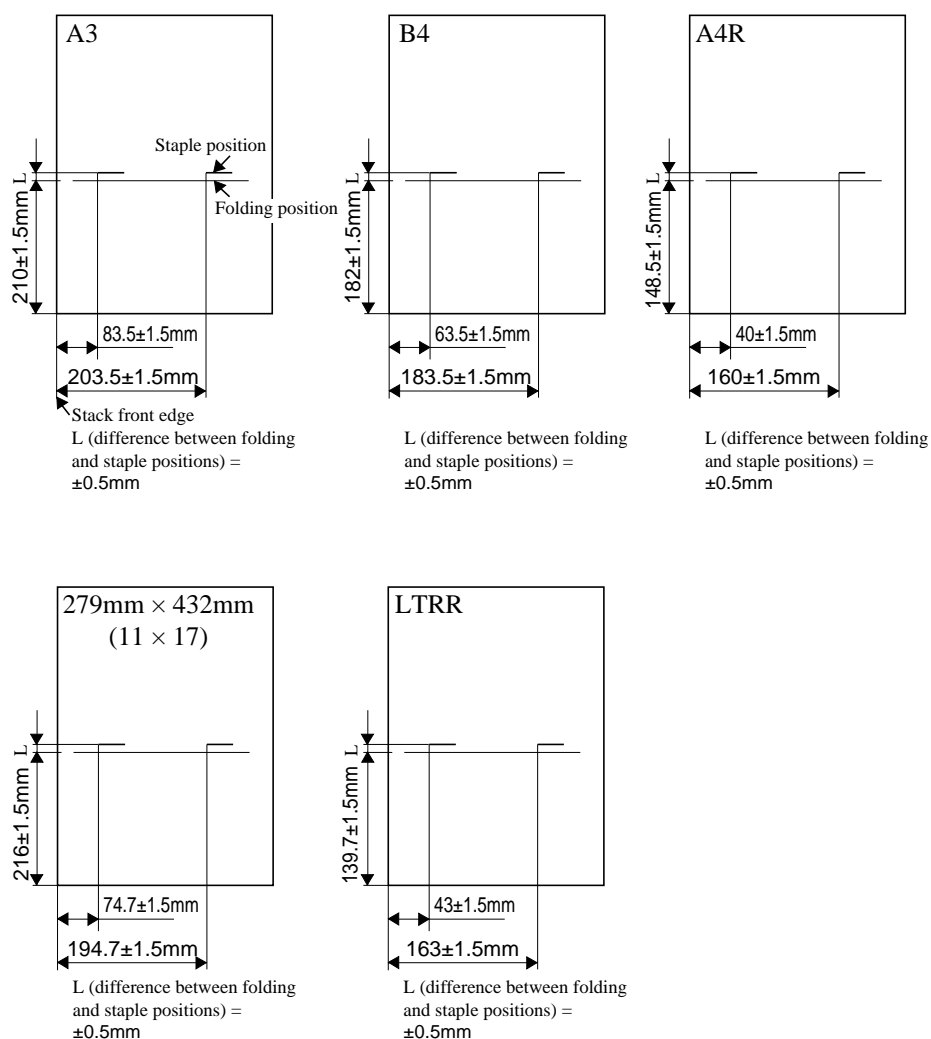 A3
Staple position
Folding position
L
210±1.5mm
83.5±1.5mm
203.5±1.5mm
Stack front edge
L (difference between folding
and staple positions) =
±0.5mm
B4
L
182±1.5mm
63.5±1.5mm
183.5±1.5mm
L (difference between folding
and staple positions) =
±0.5mm
A4R
L
148.5±1.5mm
40±1.5mm
160±1.5mm
L (difference between folding
and staple positions) =
±0.5mm
279mm × 432mm
(11 × 17)
L
216±1.5mm
74.7±1.5mm
194.7±1.5mm
L (difference between folding
and staple positions) =
±0.5mm
LTRR
L
139.7±1.5mm
43±1.5mm
163±1.5mm
L (difference between folding
and staple positions) =
±0.5mm